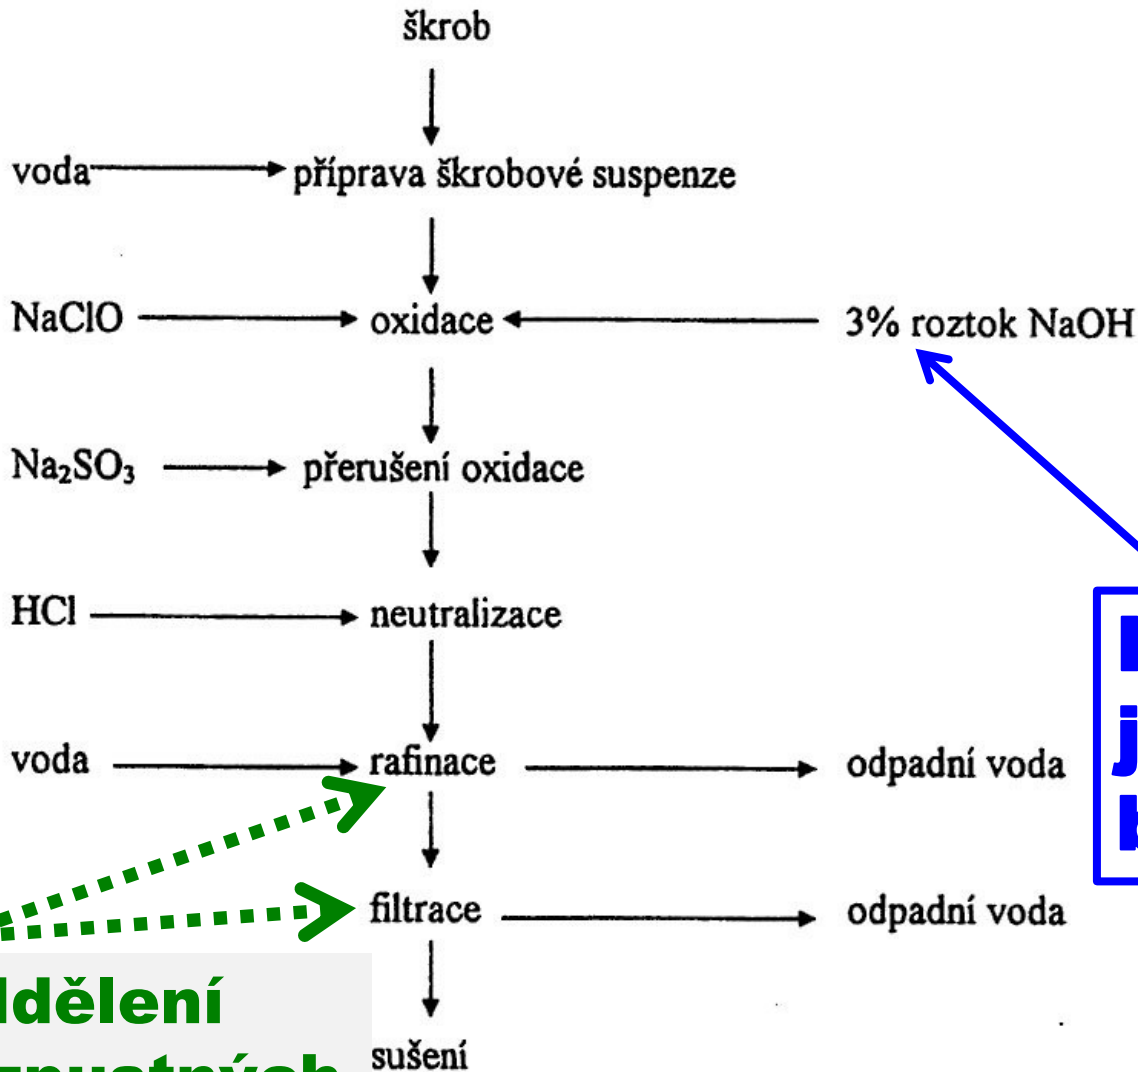 škrob
voda příprava škrobové suspenze
NaClO oxidace 3% roztok NaOH
Na₂SO₃ přerušení oxidace
HCl neutralizace
voda rafinace odpadní voda
filtrace odpadní voda
sušení